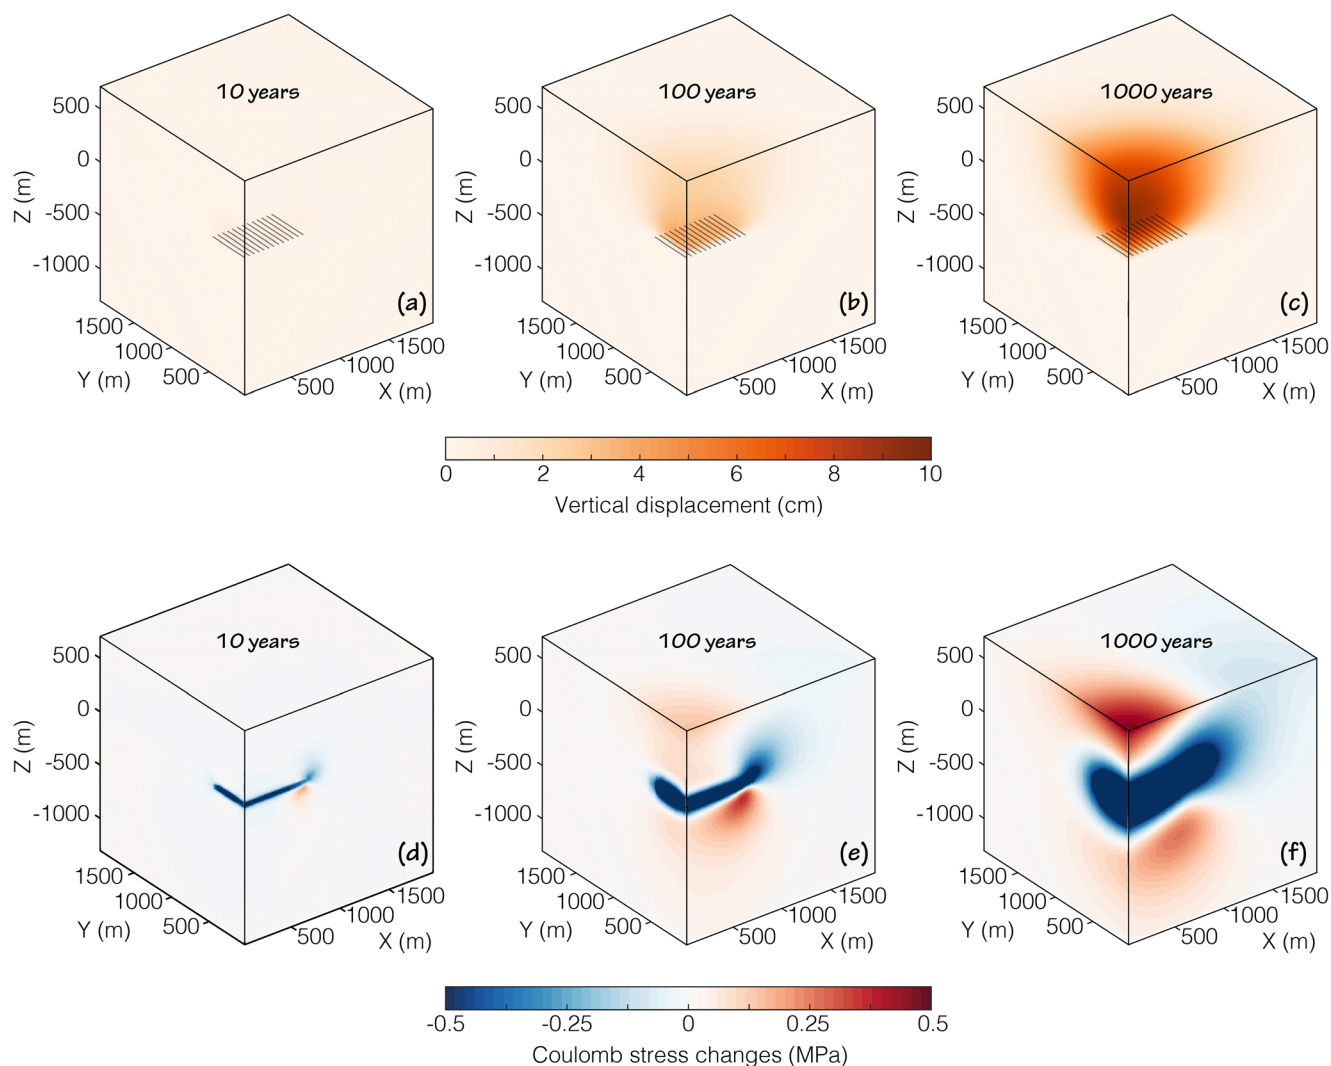 10 years
500
0
-500
-1000
Z (m)
1500
1000
500
Y (m)
500
1000
1500
X (m)
(a)
100 years
500
0
-500
-1000
Z (m)
1500
1000
500
Y (m)
500
1000
1500
X (m)
(b)
1000 years
500
0
-500
-1000
Z (m)
1500
1000
500
Y (m)
500
1000
1500
X (m)
(c)
0 2 4 6 8 10
Vertical displacement (cm)
10 years
500
0
-500
-1000
Z (m)
1500
1000
500
Y (m)
500
1000
1500
X (m)
(d)
100 years
500
0
-500
-1000
Z (m)
1500
1000
500
Y (m)
500
1000
1500
X (m)
(e)
1000 years
500
0
-500
-1000
Z (m)
1500
1000
500
Y (m)
500
1000
1500
X (m)
(f)
-0.5 -0.25 0 0.25 0.5
Coulomb stress changes (MPa)